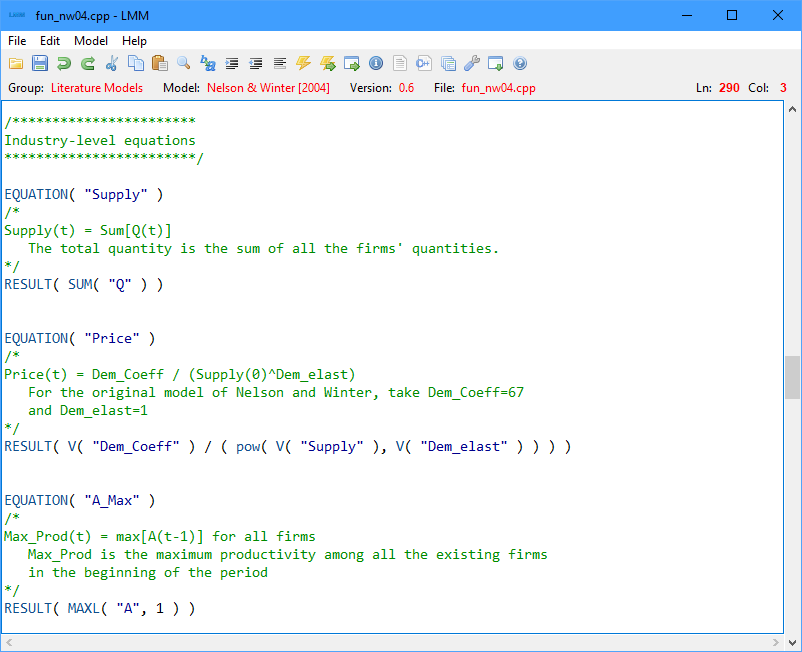 LMM fun_nw04.cpp - LMM
File Edit Model Help
Group: Literature Models Model: Nelson & Winter [2004] Version: 0.6 File: fun_nw04.cpp Ln: 290 Col: 3
/***********************
Industry-level equations
************************/
EQUATION( "Supply" )
/*
Supply(t) = Sum[Q(t)]
The total quantity is the sum of all the firms' quantities.
*/
RESULT( SUM( "Q" ) )
EQUATION( "Price" )
/*
Price(t) = Dem_Coeff / (Supply(0)^Dem_elast)
For the original model of Nelson and Winter, take Dem_Coeff=67
and Dem_elast=1
*/
RESULT( V( "Dem_Coeff" ) / ( pow( V( "Supply" ), V( "Dem_elast" ) ) ) )
EQUATION( "A_Max" )
/*
Max_Prod(t) = max[A(t-1)] for all firms
Max_Prod is the maximum productivity among all the existing firms
in the beginning of the period
*/
RESULT( MAXL( "A", 1 ) )